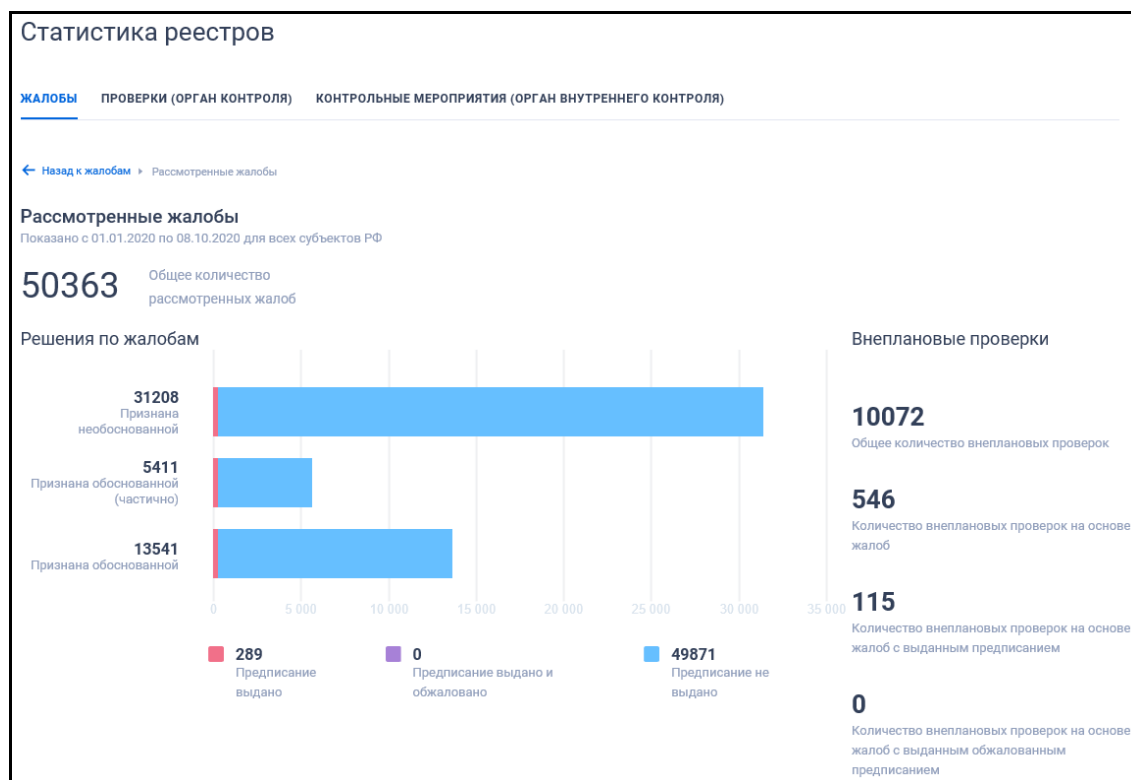 Статистика реестров
ЖАЛОБЫ ПРОВЕРКИ (ОРГАН КОНТРОЛЯ) КОНТРОЛЬНЫЕ МЕРОПРИЯТИЯ (ОРГАН ВНУТРЕННЕГО КОНТРОЛЯ)
Назад к жалобам Рассмотренные жалобы
Рассмотренные жалобы
Показано с 01.01.2020 по 08.10.2020 для всех субъектов РФ
50363
Общее количество
рассмотренных жалоб
Решения по жалобам
31208
Признана
необоснованной
5411
Признана обоснованной
(частично)
13541
Признана обоснованной
0 5 000 10 000 15 000 20 000 25 000 30 000 35 000
289
Предписание
выдано
0
Предписание выдано и
обжаловано
49871
Предписание не
выдано
Внеплановые проверки
10072
Общее количество внеплановых проверок
546
Количество внеплановых проверок на основе
жалоб
115
Количество внеплановых проверок на основе
жалоб с выданным предписанием
0
Количество внеплановых проверок на основе
жалоб с выданным обжалованным
предписанием